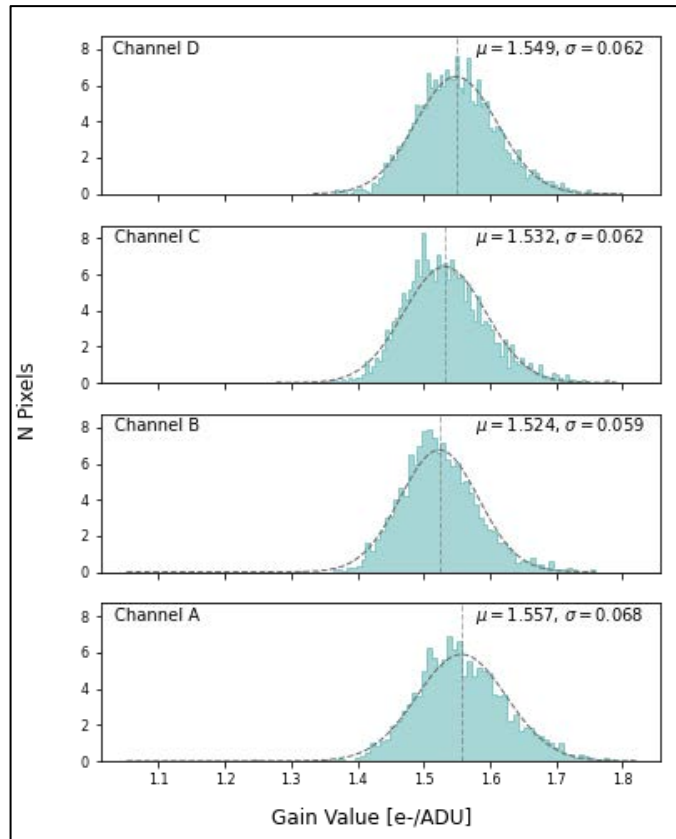 Channel D
μ = 1.549, σ = 0.062
8
6
4
2
0
Channel C
μ = 1.532, σ = 0.062
8
6
4
2
0
N Pixels
Channel B
μ = 1.524, σ = 0.059
8
6
4
2
0
Channel A
μ = 1.557, σ = 0.068
8
6
4
2
0
1.1 1.2 1.3 1.4 1.5 1.6 1.7 1.8
Gain Value [e-/ADU]